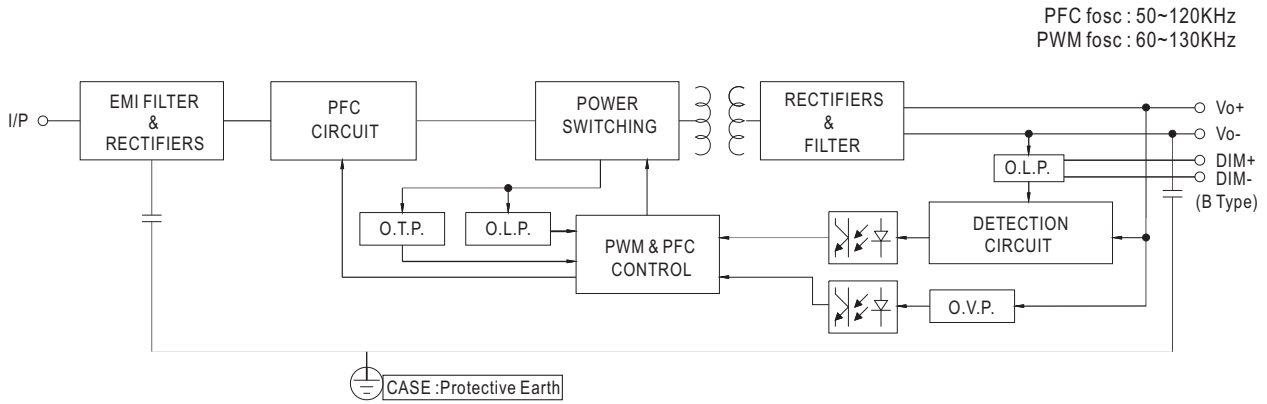 PFC fosc : 50~120KHz
PWM fosc : 60~130KHz
I/P
EMI FILTER
&
RECTIFIERS
PFC
CIRCUIT
POWER
SWITCHING
RECTIFIERS
&
FILTER
Vo+
Vo-
DIM+
DIM-
(B Type)
O.L.P.
O.T.P.
O.L.P.
PWM & PFC
CONTROL
DETECTION
CIRCUIT
O.V.P.
CASE :Protective Earth